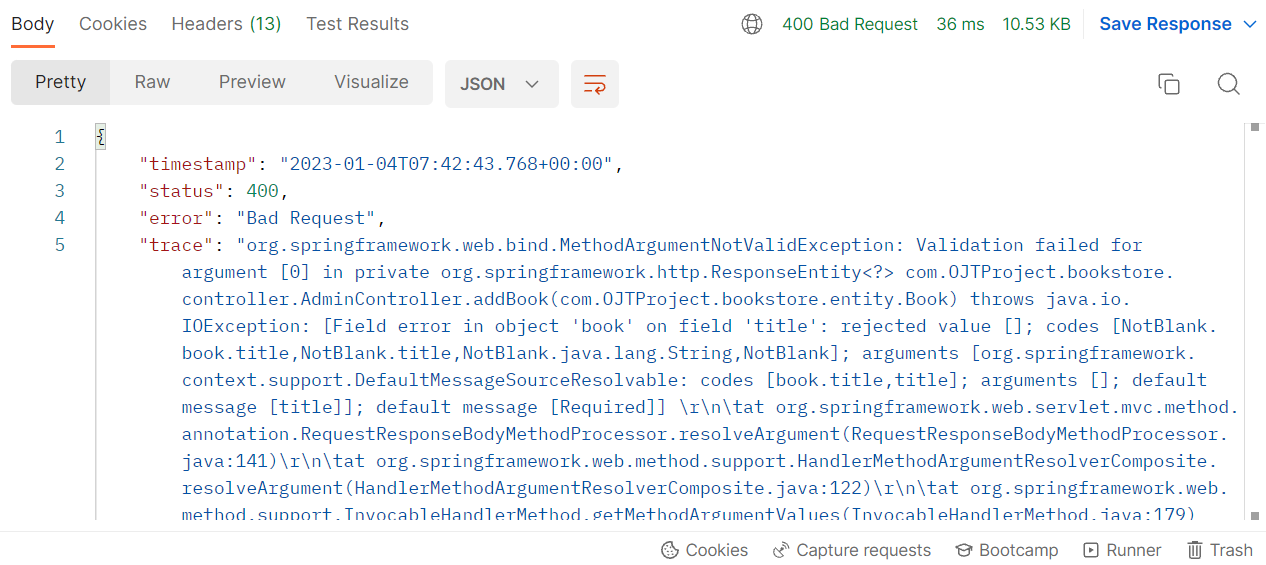 Body Cookies Headers (13) Test Results 400 Bad Request 36 ms 10.53 KB Save Response
Pretty Raw Preview Visualize JSON
1 {
2 "timestamp": "2023-01-04T07:42:43.768+00:00",
3 "status": 400,
4 "error": "Bad Request",
5 "trace": "org.springframework.web.bind.MethodArgumentNotValidException: Validation failed for
argument [0] in private org.springframework.http.ResponseEntity<?> com.OJTProject.bookstore.
controller.AdminController.addBook(com.OJTProject.bookstore.entity.Book) throws java.io.
IOException: [Field error in object 'book' on field 'title': rejected value []; codes [NotBlank.
book.title,NotBlank.title,NotBlank.java.lang.String,NotBlank]; arguments [org.springframework.
context.support.DefaultMessageSourceResolvable: codes [book.title,title]; arguments []; default
message [title]]; default message [Required]] \r\n\tat org.springframework.web.servlet.mvc.method.
annotation.RequestResponseBodyMethodProcessor.resolveArgument(RequestResponseBodyMethodProcessor.
java:141)\r\n\tat org.springframework.web.method.support.HandlerMethodArgumentResolverComposite.
resolveArgument(HandlerMethodArgumentResolverComposite.java:122)\r\n\tat org.springframework.web.
method.support.InvocableHandlerMethod.getMethodArgumentValues(InvocableHandlerMethod.java:179)
Cookies Capture requests Bootcamp Runner Trash